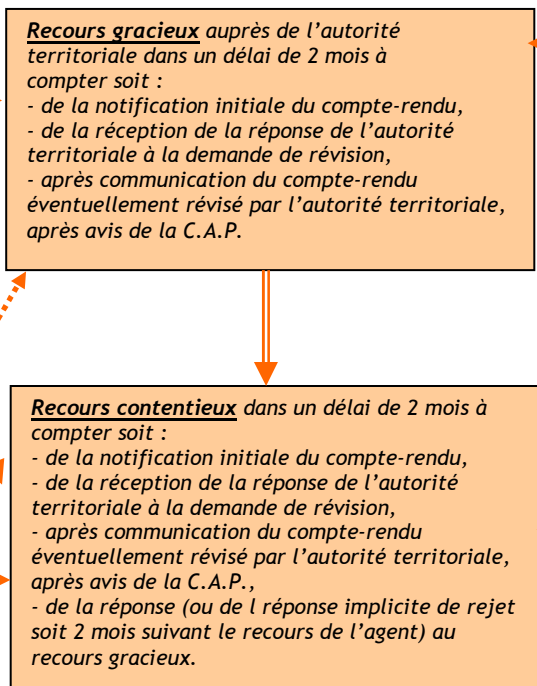 Recours gracieux auprès de l’autorité
territoriale dans un délai de 2 mois à
compter soit :
- de la notification initiale du compte-rendu,
- de la réception de la réponse de l’autorité
territoriale à la demande de révision,
- après communication du compte-rendu
éventuellement révisé par l’autorité territoriale,
après avis de la C.A.P.
Recours contentieux dans un délai de 2 mois à
compter soit :
- de la notification initiale du compte-rendu,
- de la réception de la réponse de l’autorité
territoriale à la demande de révision,
- après communication du compte-rendu
éventuellement révisé par l’autorité territoriale,
après avis de la C.A.P.,
- de la réponse (ou de l réponse implicite de rejet
soit 2 mois suivant le recours de l’agent) au
recours gracieux.